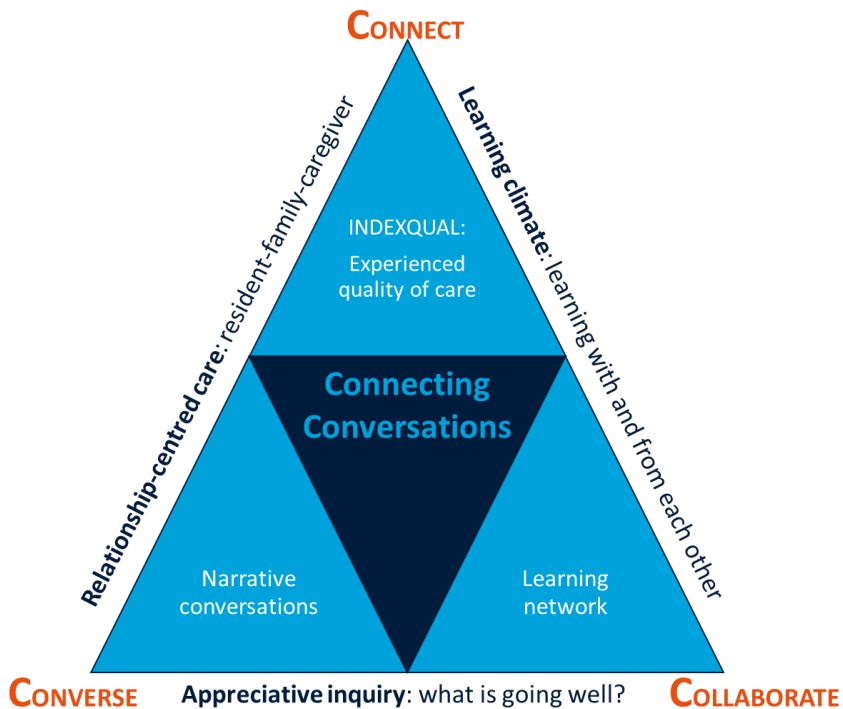 CONNECT
Relationship-centred care: resident-family-caregiver
Learning climate: learning with and from each other
INDEXQUAL:
Experienced
quality of care
Connecting
Conversations
Narrative
conversations
Learning
network
CONVERSE
Appreciative inquiry: what is going well?
COLLABORATE